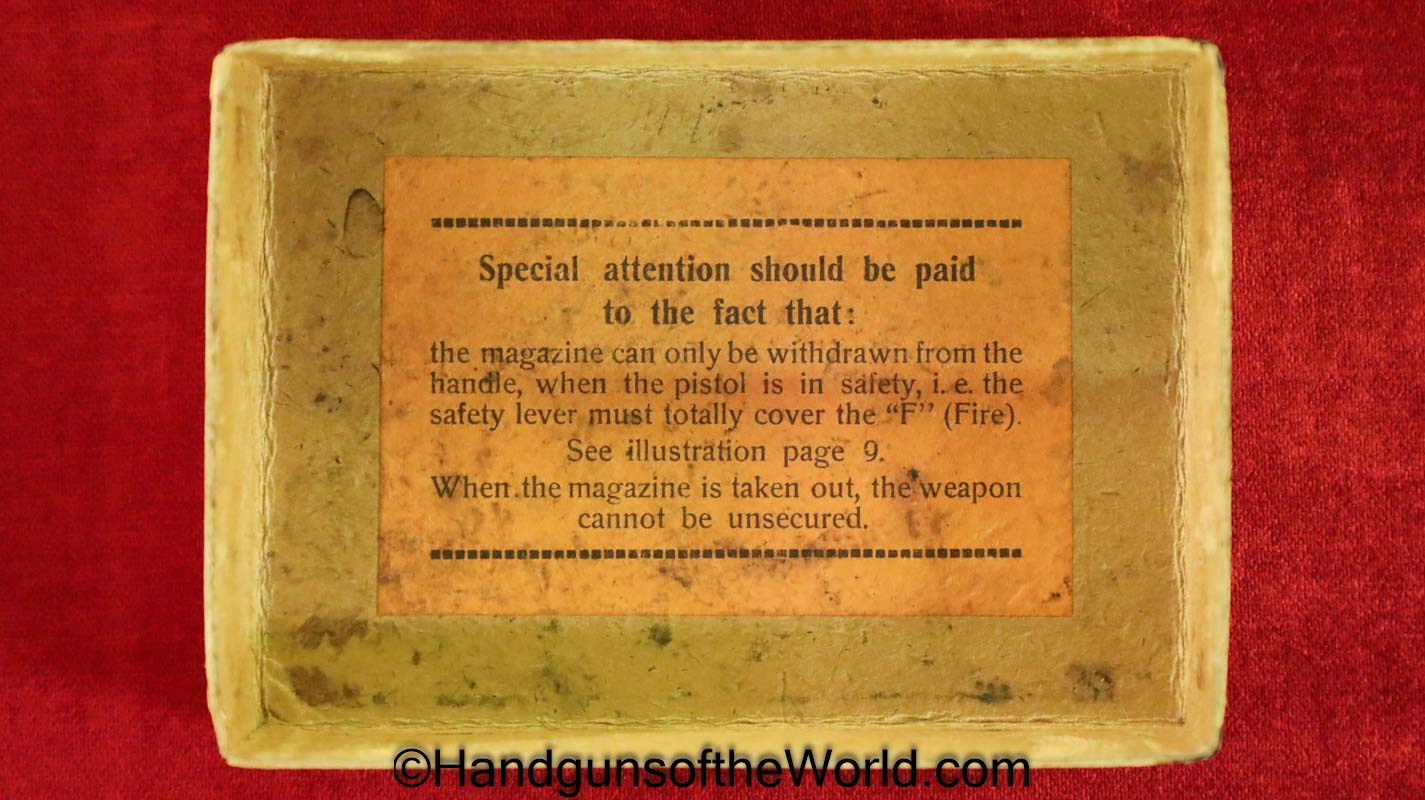 Special attention should be paid
to the fact that:
the magazine can only be withdrawn from the
handle, when the pistol is in safety, i. e. the
safety lever must totally cover the “F” (Fire).
See illustration page 9.
When the magazine is taken out, the weapon
cannot be unsecured.
©HandgunsoftheWorld.com